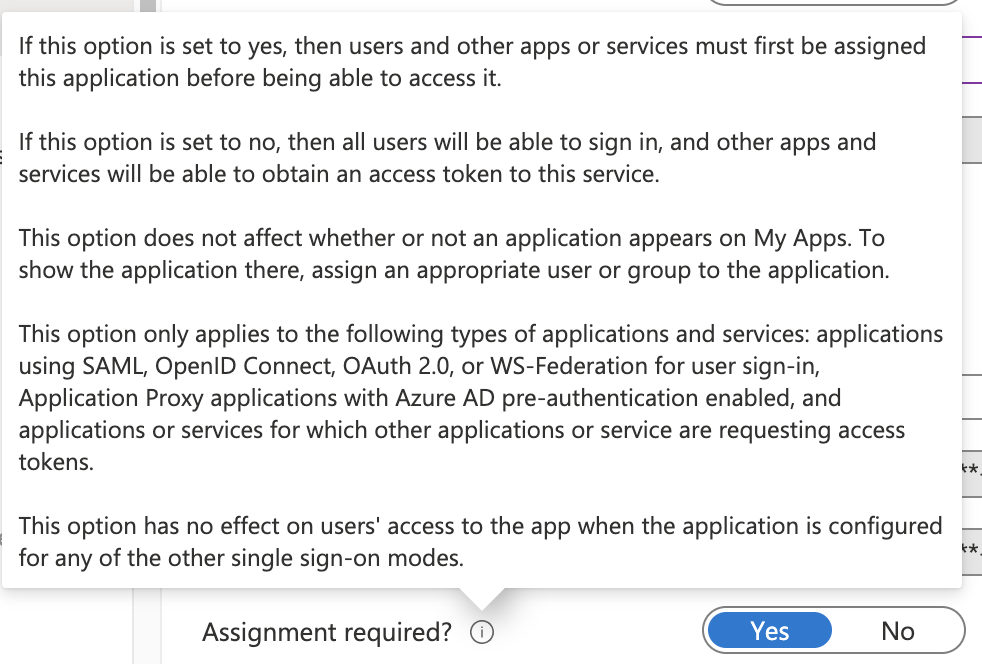 If this option is set to yes, then users and other apps or services must first be assigned
this application before being able to access it.
If this option is set to no, then all users will be able to sign in, and other apps and
services will be able to obtain an access token to this service.
This option does not affect whether or not an application appears on My Apps. To
show the application there, assign an appropriate user or group to the application.
This option only applies to the following types of applications and services: applications
using SAML, OpenID Connect, OAuth 2.0, or WS-Federation for user sign-in,
Application Proxy applications with Azure AD pre-authentication enabled, and
applications or services for which other applications or service are requesting access
tokens.
This option has no effect on users' access to the app when the application is configured
for any of the other single sign-on modes.
Assignment required? Yes No